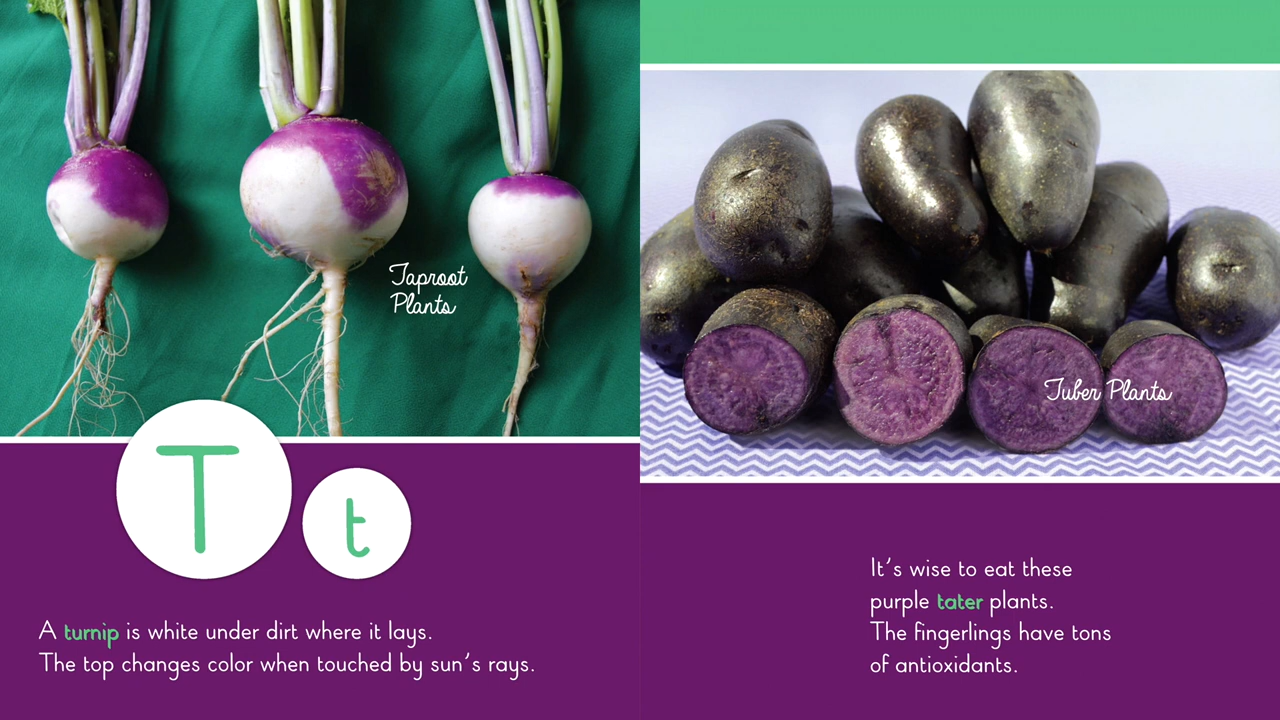 Taproot
Plants
T
t
A turnip is white under dirt where it lays.
The top changes color when touched by sun's rays.
Tuber Plants
It's wise to eat these
purple tater plants.
The fingerlings have tons
of antioxidants.